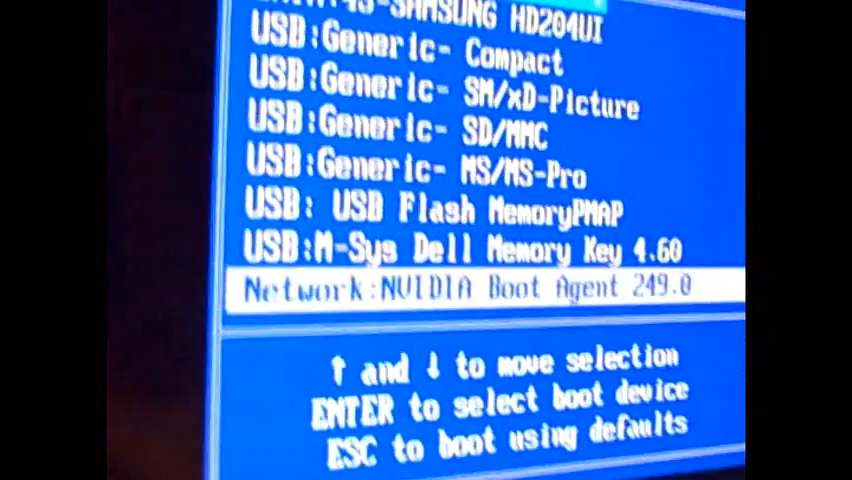 SAMSUNG HD204UI
USB:Generic- Compact
USB:Generic- SM/xD-Picture
USB:Generic- SD/MMC
USB:Generic- MS/MS-Pro
USB: USB Flash MemoryPMAP
USB:M-Sys Dell Memory Key 4.60
Network:NVIDIA Boot Agent 249.0
↑ and ↓ to move selection
ENTER to select boot device
ESC to boot using defaults